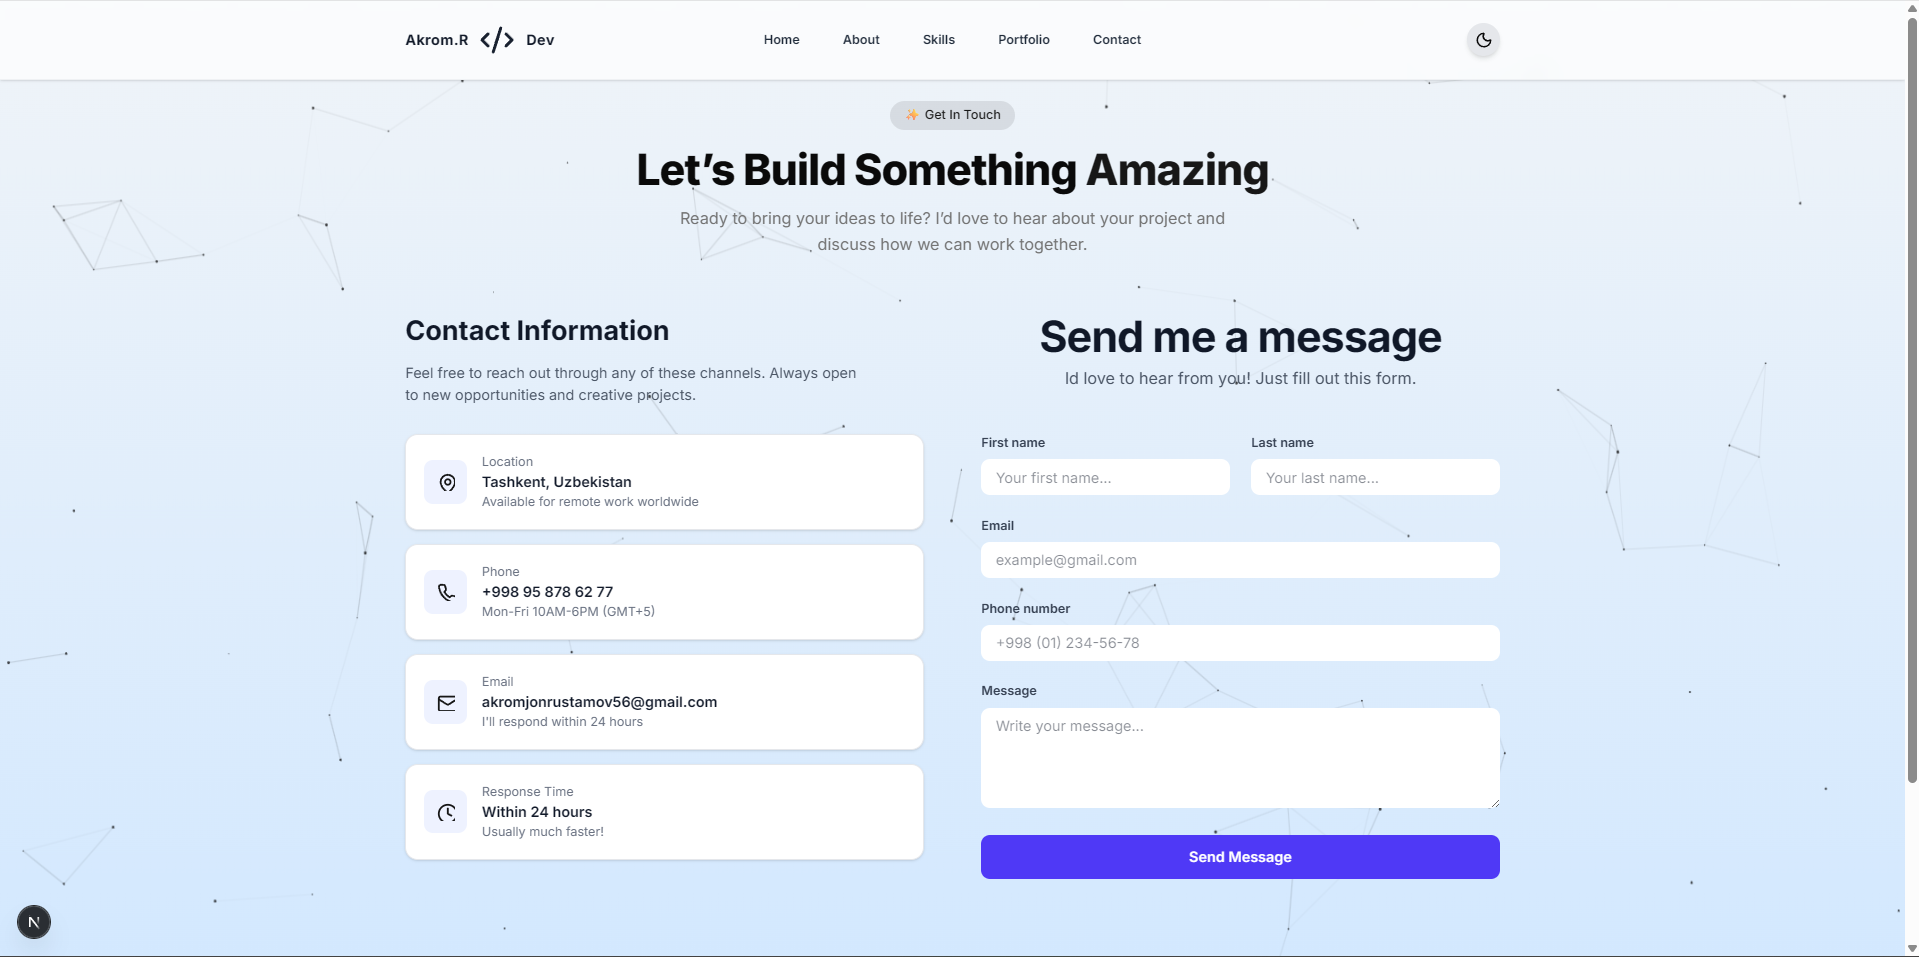 Akrom.R </> Dev
Home About Skills Portfolio Contact
✨ Get In Touch
Let’s Build Something Amazing
Ready to bring your ideas to life? I’d love to hear about your project and
discuss how we can work together.
Contact Information
Feel free to reach out through any of these channels. Always open
to new opportunities and creative projects.
Location
Tashkent, Uzbekistan
Available for remote work worldwide
Phone
+998 95 878 62 77
Mon-Fri 10AM-6PM (GMT+5)
Email
akromjonrustamov56@gmail.com
I'll respond within 24 hours
Response Time
Within 24 hours
Usually much faster!
Send me a message
Id love to hear from you! Just fill out this form.
First name Last name
Your first name... Your last name...
Email
example@gmail.com
Phone number
+998 (01) 234-56-78
Message
Write your message...
Send Message
N